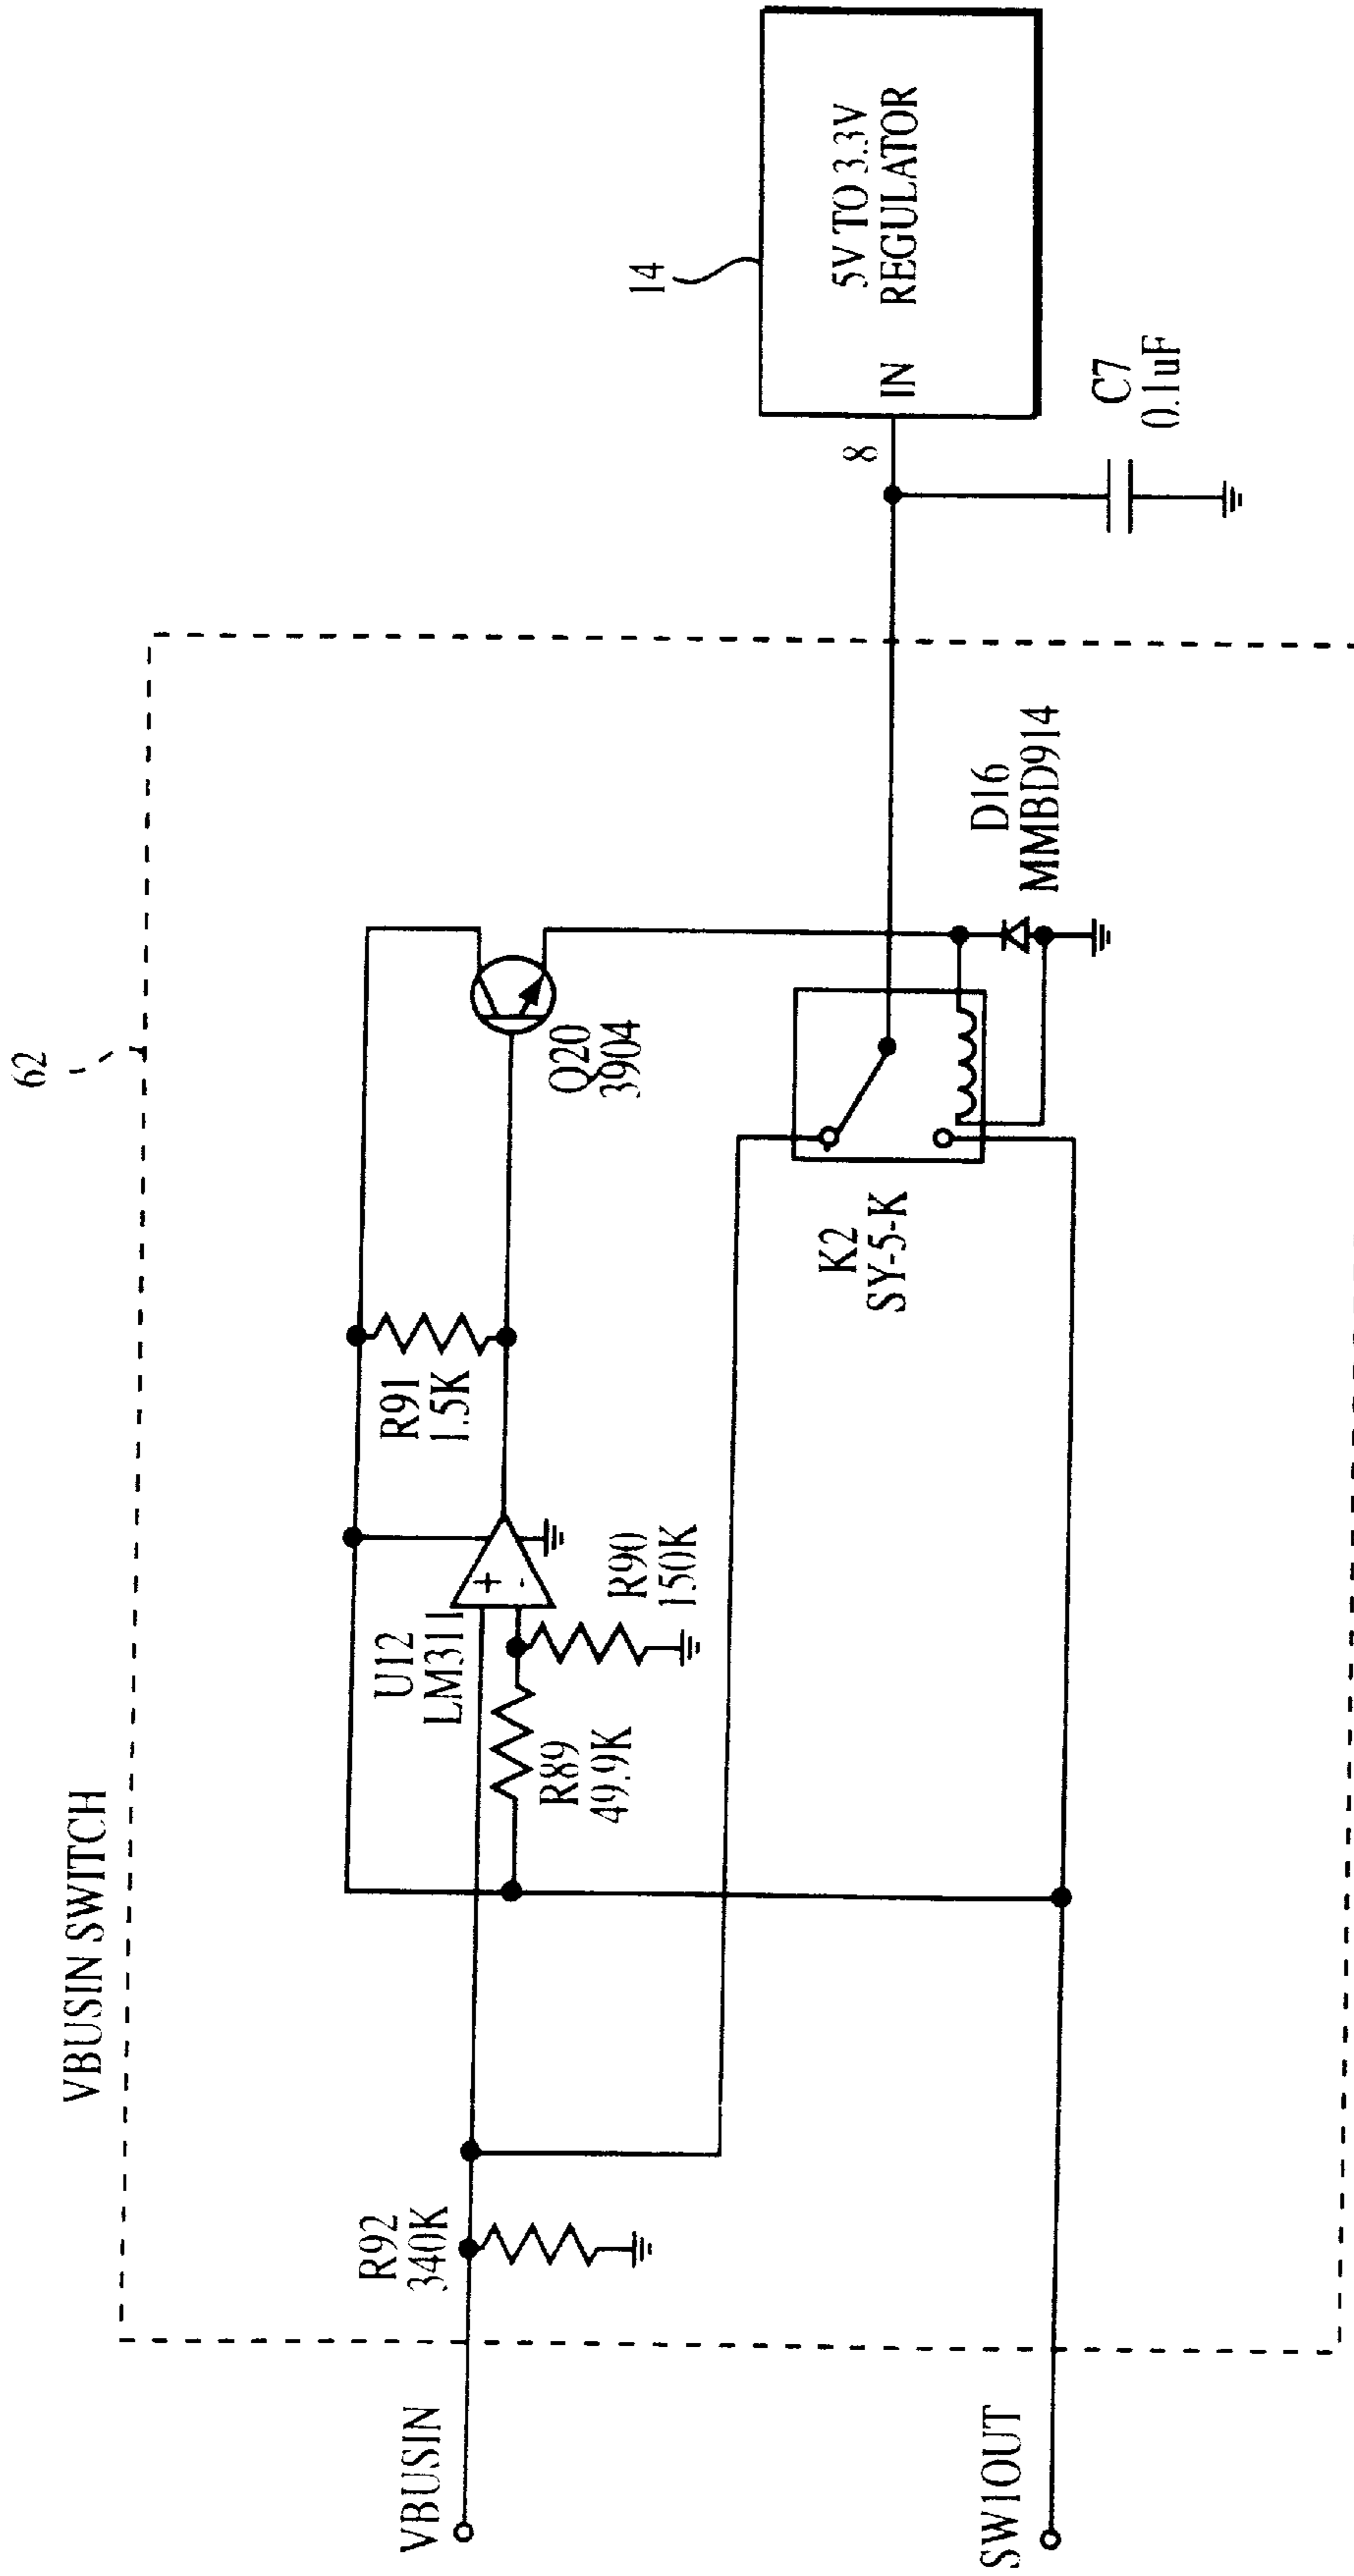 62
VBUSIN SWITCH
VBUSIN
R92
340K
U12
LM311
+
-
R89
49.9K
R90
150K
R91
1.5K
Q20
3904
K2
SY-5-K
D16
MMBD914
SW1OUT
14
8
IN
5V TO 3.3V
REGULATOR
C7
0.1uF